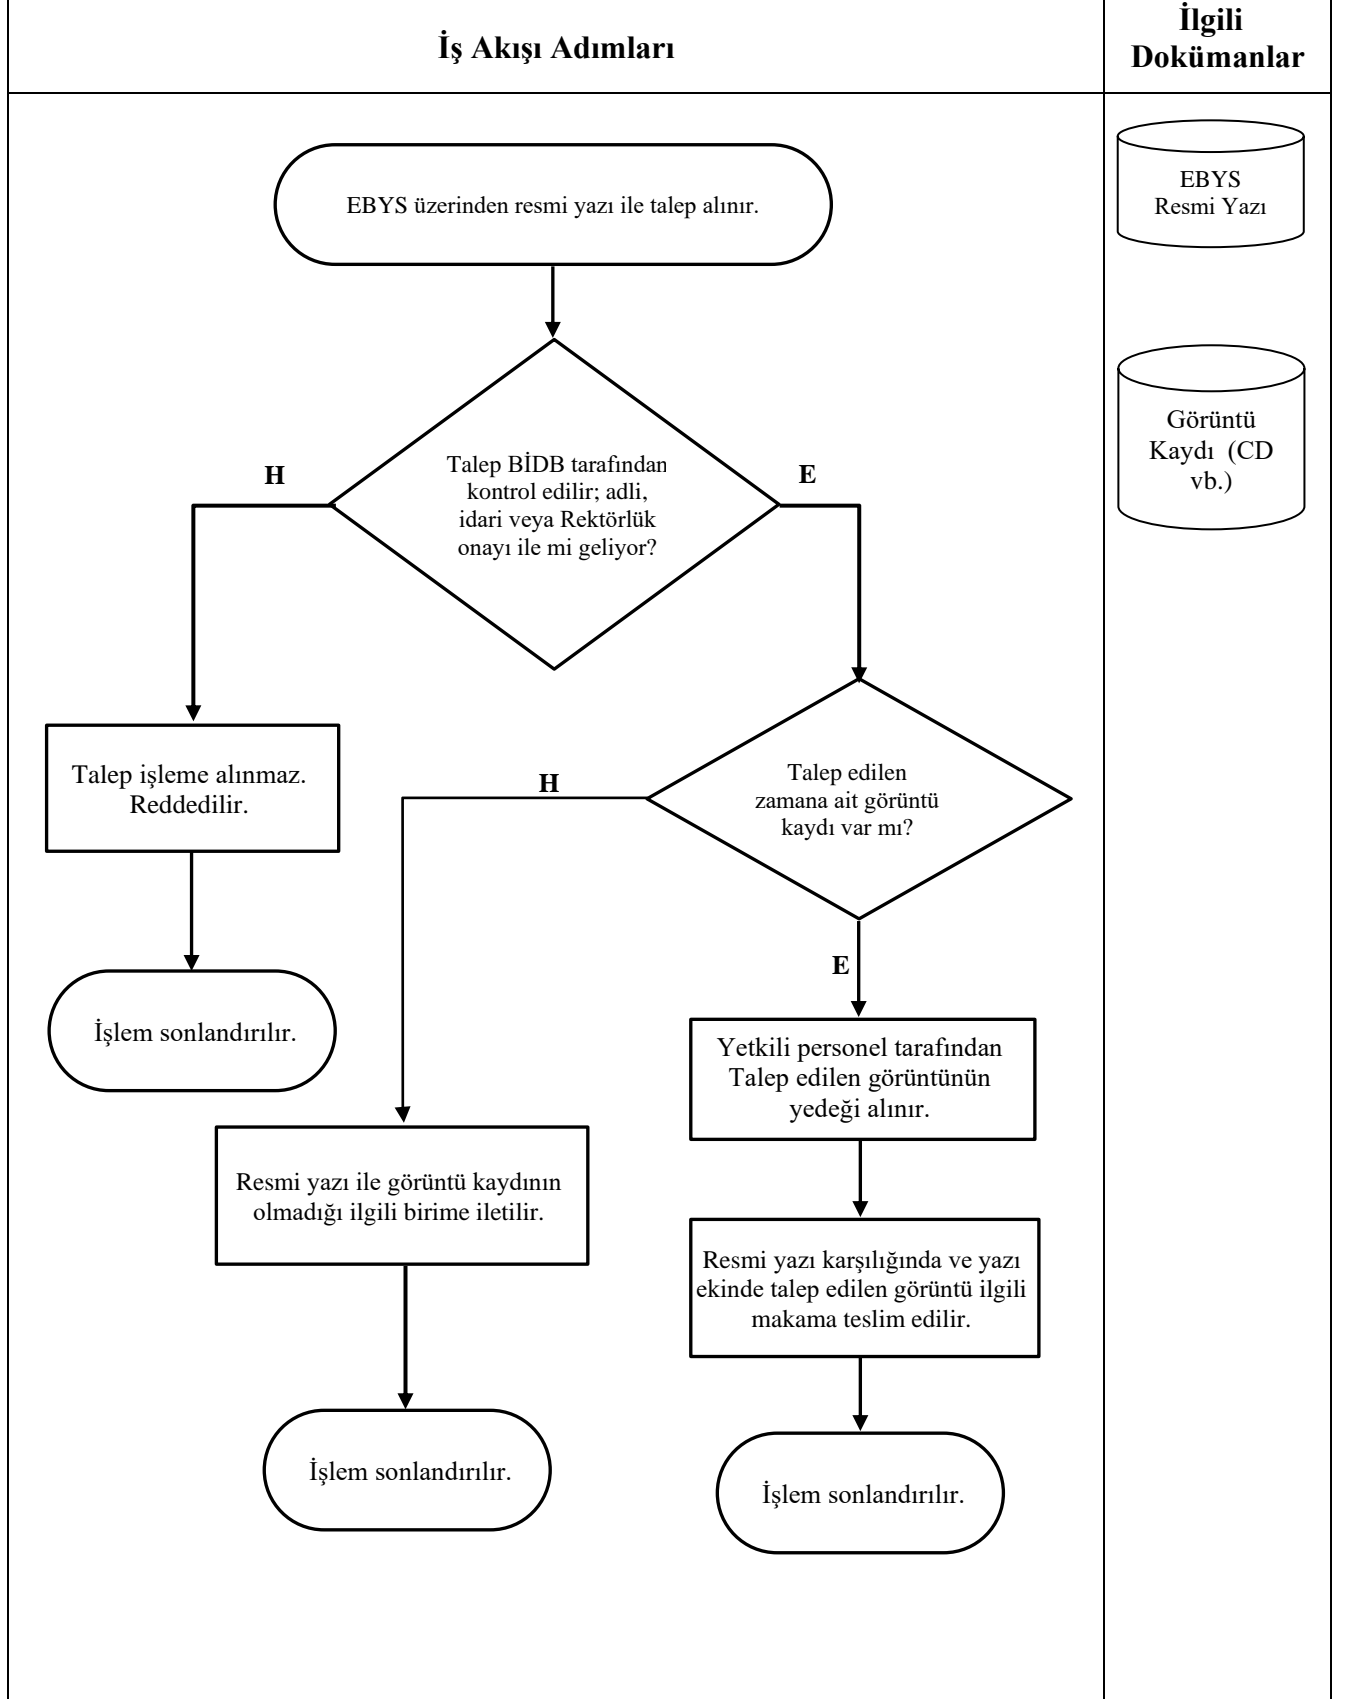 İş Akışı Adımları
İlgili
Dokümanlar
EBYS üzerinden resmi yazı ile talep alınır.
EBYS
Resmi Yazı
Görüntü
Kaydı (CD
vb.)
Talep BİDB tarafından
kontrol edilir; adli,
idari veya Rektörlük
onayı ile mi geliyor?
H
E
Talep işleme alınmaz.
Reddedilir.
Talep edilen
zamana ait görüntü
kaydı var mı?
H
E
İşlem sonlandırılır.
Yetkili personel tarafından
Talep edilen görüntünün
yedeği alınır.
Resmi yazı ile görüntü kaydının
olmadığı ilgili birime iletilir.
Resmi yazı karşılığında ve yazı
ekinde talep edilen görüntü ilgili
makama teslim edilir.
İşlem sonlandırılır.
İşlem sonlandırılır.